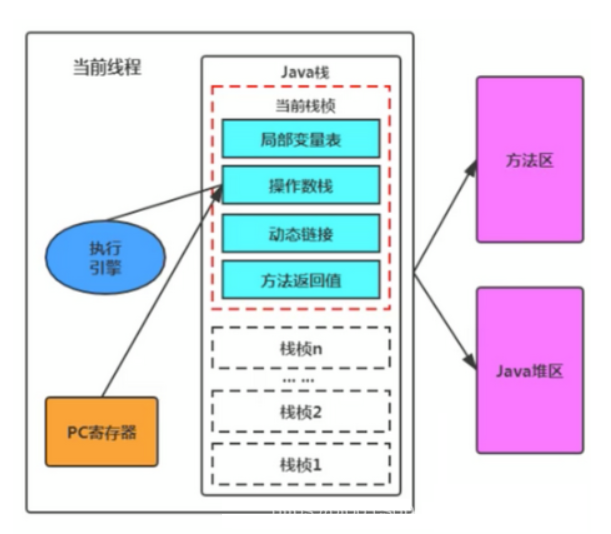 当前线程
Java栈
当前栈桢
局部变量表
操作数栈
动态链接
方法返回值
栈桢n
... ...
栈桢2
栈桢1
执行
引擎
PC寄存器
方法区
Java堆区